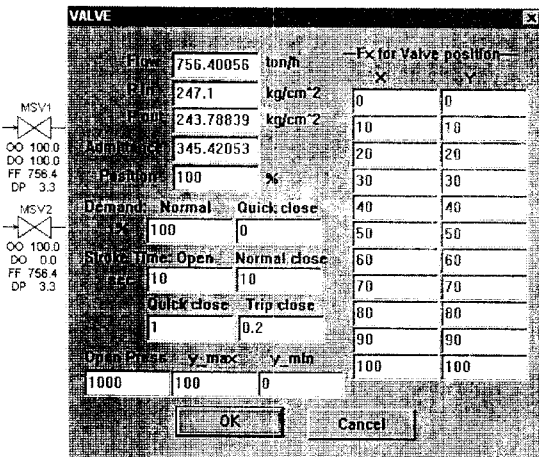 VALVE
Flow 756.40056 ton/h
P.in 247.1 kg/cm^2
P.out 243.78839 kg/cm^2
Admittance 345.42053
Position 100 %
Demand: Normal Quick close
% 100 0
Stroke Time: Open Normal close
sec 10 10
Quick close Trip close
1 0.2
Open Press y_max y_min
1000 100 0
OK Cancel
Fx for Valve position
X Y
0 0
10 10
20 20
30 30
40 40
50 50
60 60
70 70
80 80
90 90
100 100
MSV1
OO 100.0
DO 100.0
FF 756.4
DP 3.3
MSV2
OO 100.0
DO 0.0
FF 756.4
DP 3.3